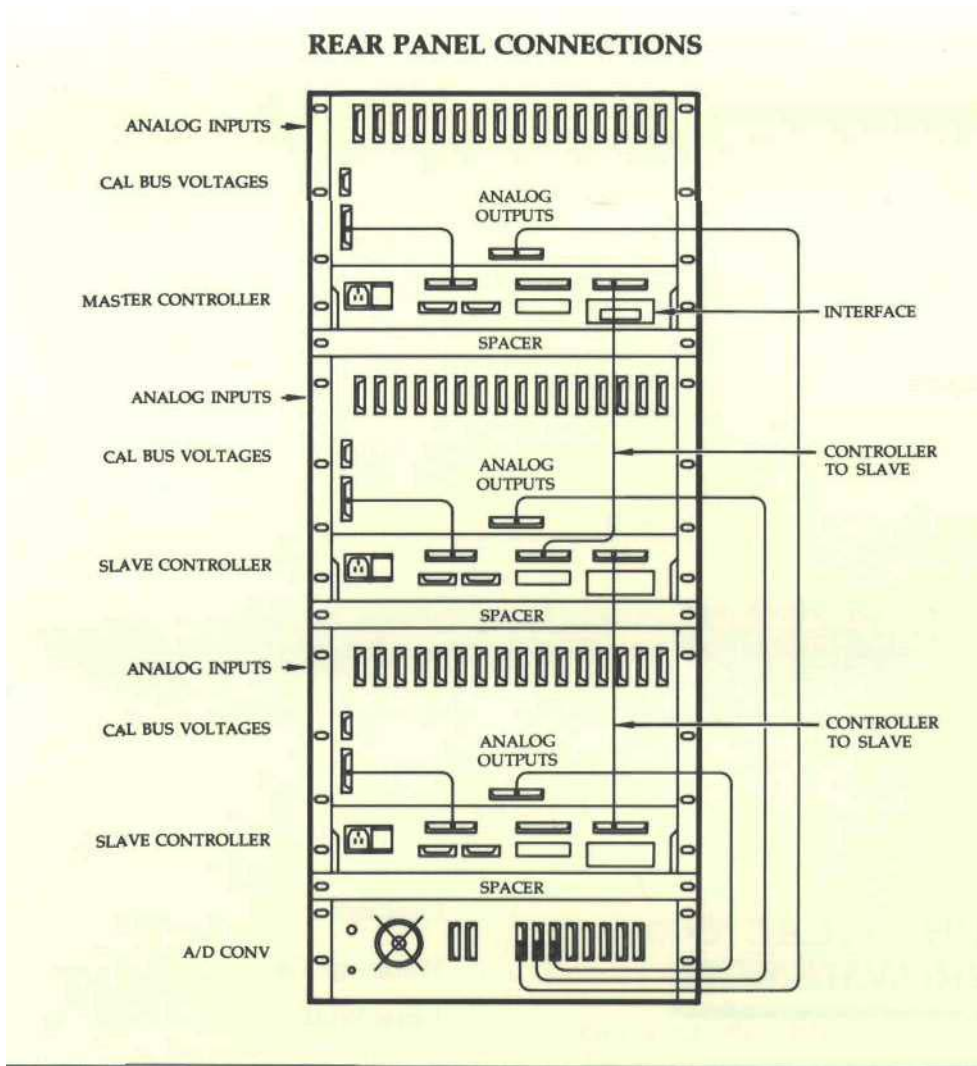 REAR PANEL CONNECTIONS
ANALOG INPUTS
CAL BUS VOLTAGES
ANALOG
OUTPUTS
MASTER CONTROLLER
INTERFACE
SPACER
ANALOG INPUTS
CAL BUS VOLTAGES
ANALOG
OUTPUTS
CONTROLLER
TO SLAVE
SLAVE CONTROLLER
SPACER
ANALOG INPUTS
CAL BUS VOLTAGES
ANALOG
OUTPUTS
CONTROLLER
TO SLAVE
SLAVE CONTROLLER
SPACER
A/D CONV